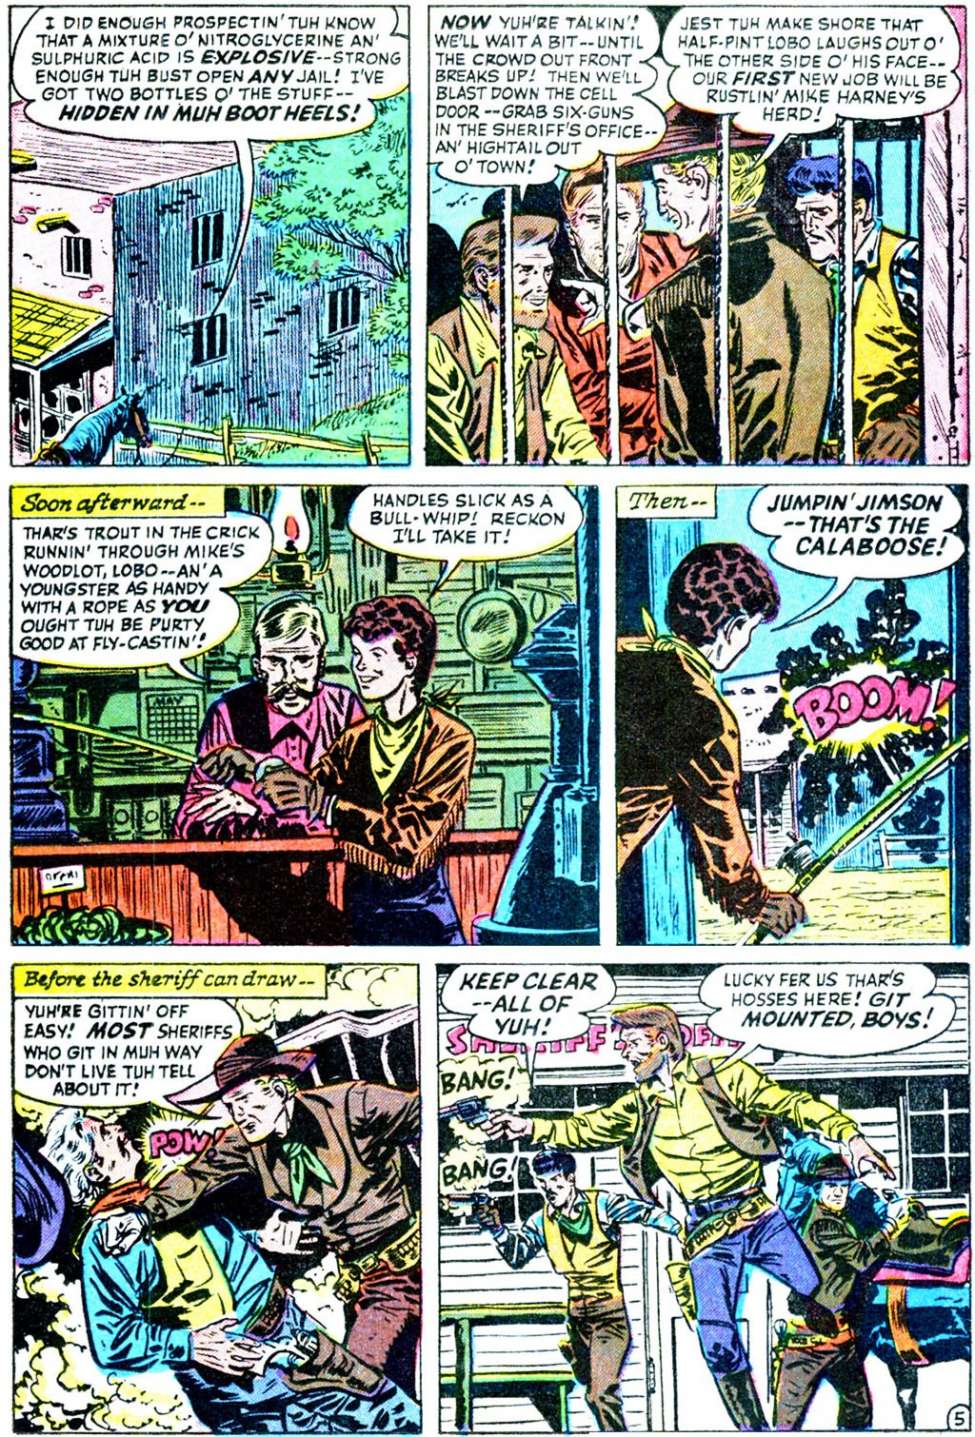 I DID ENOUGH PROSPECTIN' TUH KNOW
THAT A MIXTURE O' NITROGLYCERINE AN'
SULPHURIC ACID IS EXPLOSIVE--STRONG
ENOUGH TUH BUST OPEN ANY JAIL! I'VE
GOT TWO BOTTLES O' THE STUFF--
HIDDEN IN MUH BOOT HEELS!
NOW YUH'RE TALKIN'!
WE'LL WAIT A BIT--UNTIL
THE CROWD OUT FRONT
BREAKS UP! THEN WE'LL
BLAST DOWN THE CELL
DOOR--GRAB SIX-GUNS
IN THE SHERIFF'S OFFICE--
AN' HIGHTAIL OUT
O' TOWN!
JEST TUH MAKE SHORE THAT
HALF-PINT LOBO LAUGHS OUT O'
THE OTHER SIDE O' HIS FACE--
OUR FIRST NEW JOB WILL BE
RUSTLIN' MIKE HARNEY'S
HERD!
Soon afterward--
THAR'S TROUT IN THE CRICK
RUNNIN' THROUGH MIKE'S
WOODLOT, LOBO--AN' A
YOUNGSTER AS HANDY
WITH A ROPE AS YOU
OUGHT TUH BE PURTY
GOOD AT FLY-CASTIN'!
HANDLES SLICK AS A
BULL-WHIP! RECKON
I'LL TAKE IT!
MAY
Then--
JUMPIN' JIMSON
--THAT'S THE
CALABOOSE!
BOOM!
Before the sheriff can draw--
YUH'RE GITTIN' OFF
EASY! MOST SHERIFFS
WHO GIT IN MUH WAY
DON'T LIVE TUH TELL
ABOUT IT!
POW!
KEEP CLEAR
--ALL OF
YUH!
LUCKY FER US THAR'S
HOSSES HERE! GIT
MOUNTED, BOYS!
BANG!
BANG!
5